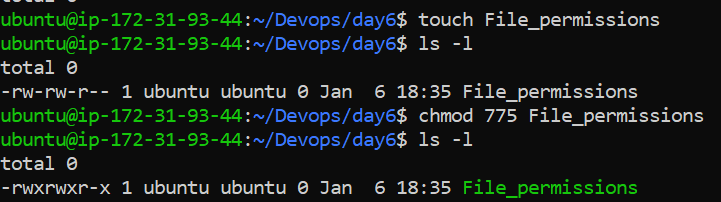 total 0
ubuntu@ip-172-31-93-44:~/Devops/day6$ touch File_permissions
ubuntu@ip-172-31-93-44:~/Devops/day6$ ls -l
total 0
-rw-rw-r-- 1 ubuntu ubuntu 0 Jan  6 18:35 File_permissions
ubuntu@ip-172-31-93-44:~/Devops/day6$ chmod 775 File_permissions
ubuntu@ip-172-31-93-44:~/Devops/day6$ ls -l
total 0
-rwxrwxr-x 1 ubuntu ubuntu 0 Jan  6 18:35 File_permissions